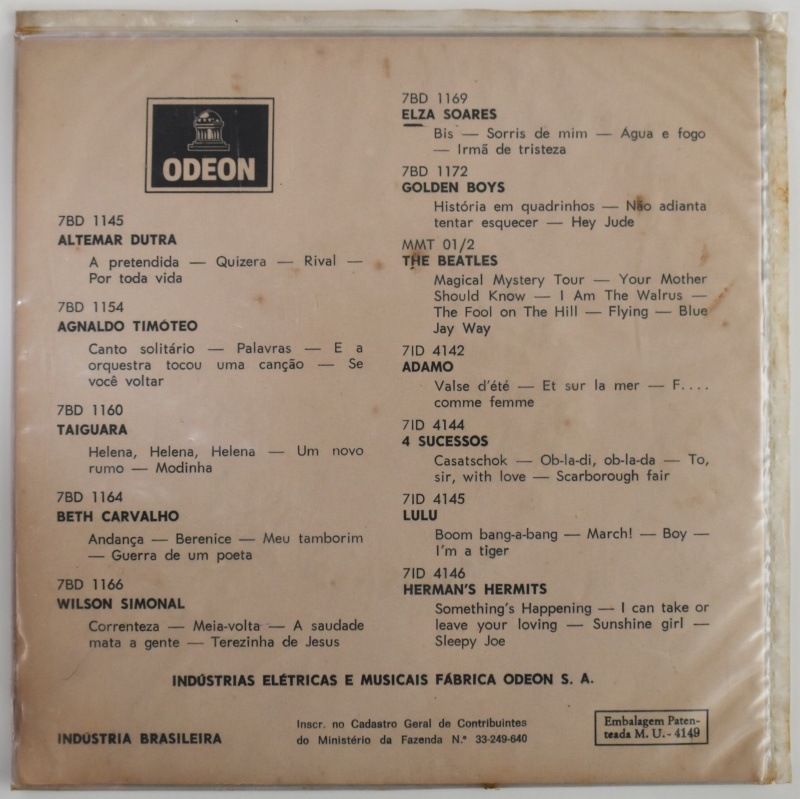 ODEON
7BD 1145
ALTEMAR DUTRA
A pretendida — Quizera — Rival —
Por toda vida
7BD 1154
AGNALDO TIMÓTEO
Canto solitário — Palavras — E a
orquestra tocou uma canção — Se
você voltar
7BD 1160
TAIGUARA
Helena, Helena, Helena — Um novo
rumo — Modinha
7BD 1164
BETH CARVALHO
Andança — Berenice — Meu tamborim
— Guerra de um poeta
7BD 1166
WILSON SIMONAL
Correnteza — Meia-volta — A saudade
mata a gente — Terezinha de Jesus
7BD 1169
ELZA SOARES
Bis — Sorris de mim — Água e fogo
— Irmã de tristeza
7BD 1172
GOLDEN BOYS
História em quadrinhos — Não adianta
tentar esquecer — Hey Jude
MMT 01/2
THE BEATLES
Magical Mystery Tour — Your Mother
Should Know — I Am The Walrus —
The Fool on The Hill — Flying — Blue
Jay Way
7ID 4142
ADAMO
Valse d'été — Et sur la mer — F....
comme femme
7ID 4144
4 SUCESSOS
Casatschok — Ob-la-di, ob-la-da — To,
sir, with love — Scarborough fair
7ID 4145
LULU
Boom bang-a-bang — March! — Boy —
I'm a tiger
7ID 4146
HERMAN'S HERMITS
Something's Happening — I can take or
leave your loving — Sunshine girl —
Sleepy Joe
INDÚSTRIAS ELÉTRICAS E MUSICAIS FÁBRICA ODEON S. A.
INDÚSTRIA BRASILEIRA
Inscr. no Cadastro Geral de Contribuintes
do Ministério da Fazenda N.º 33-249-640
Embalagem Paten-
teada M. U. - 4149